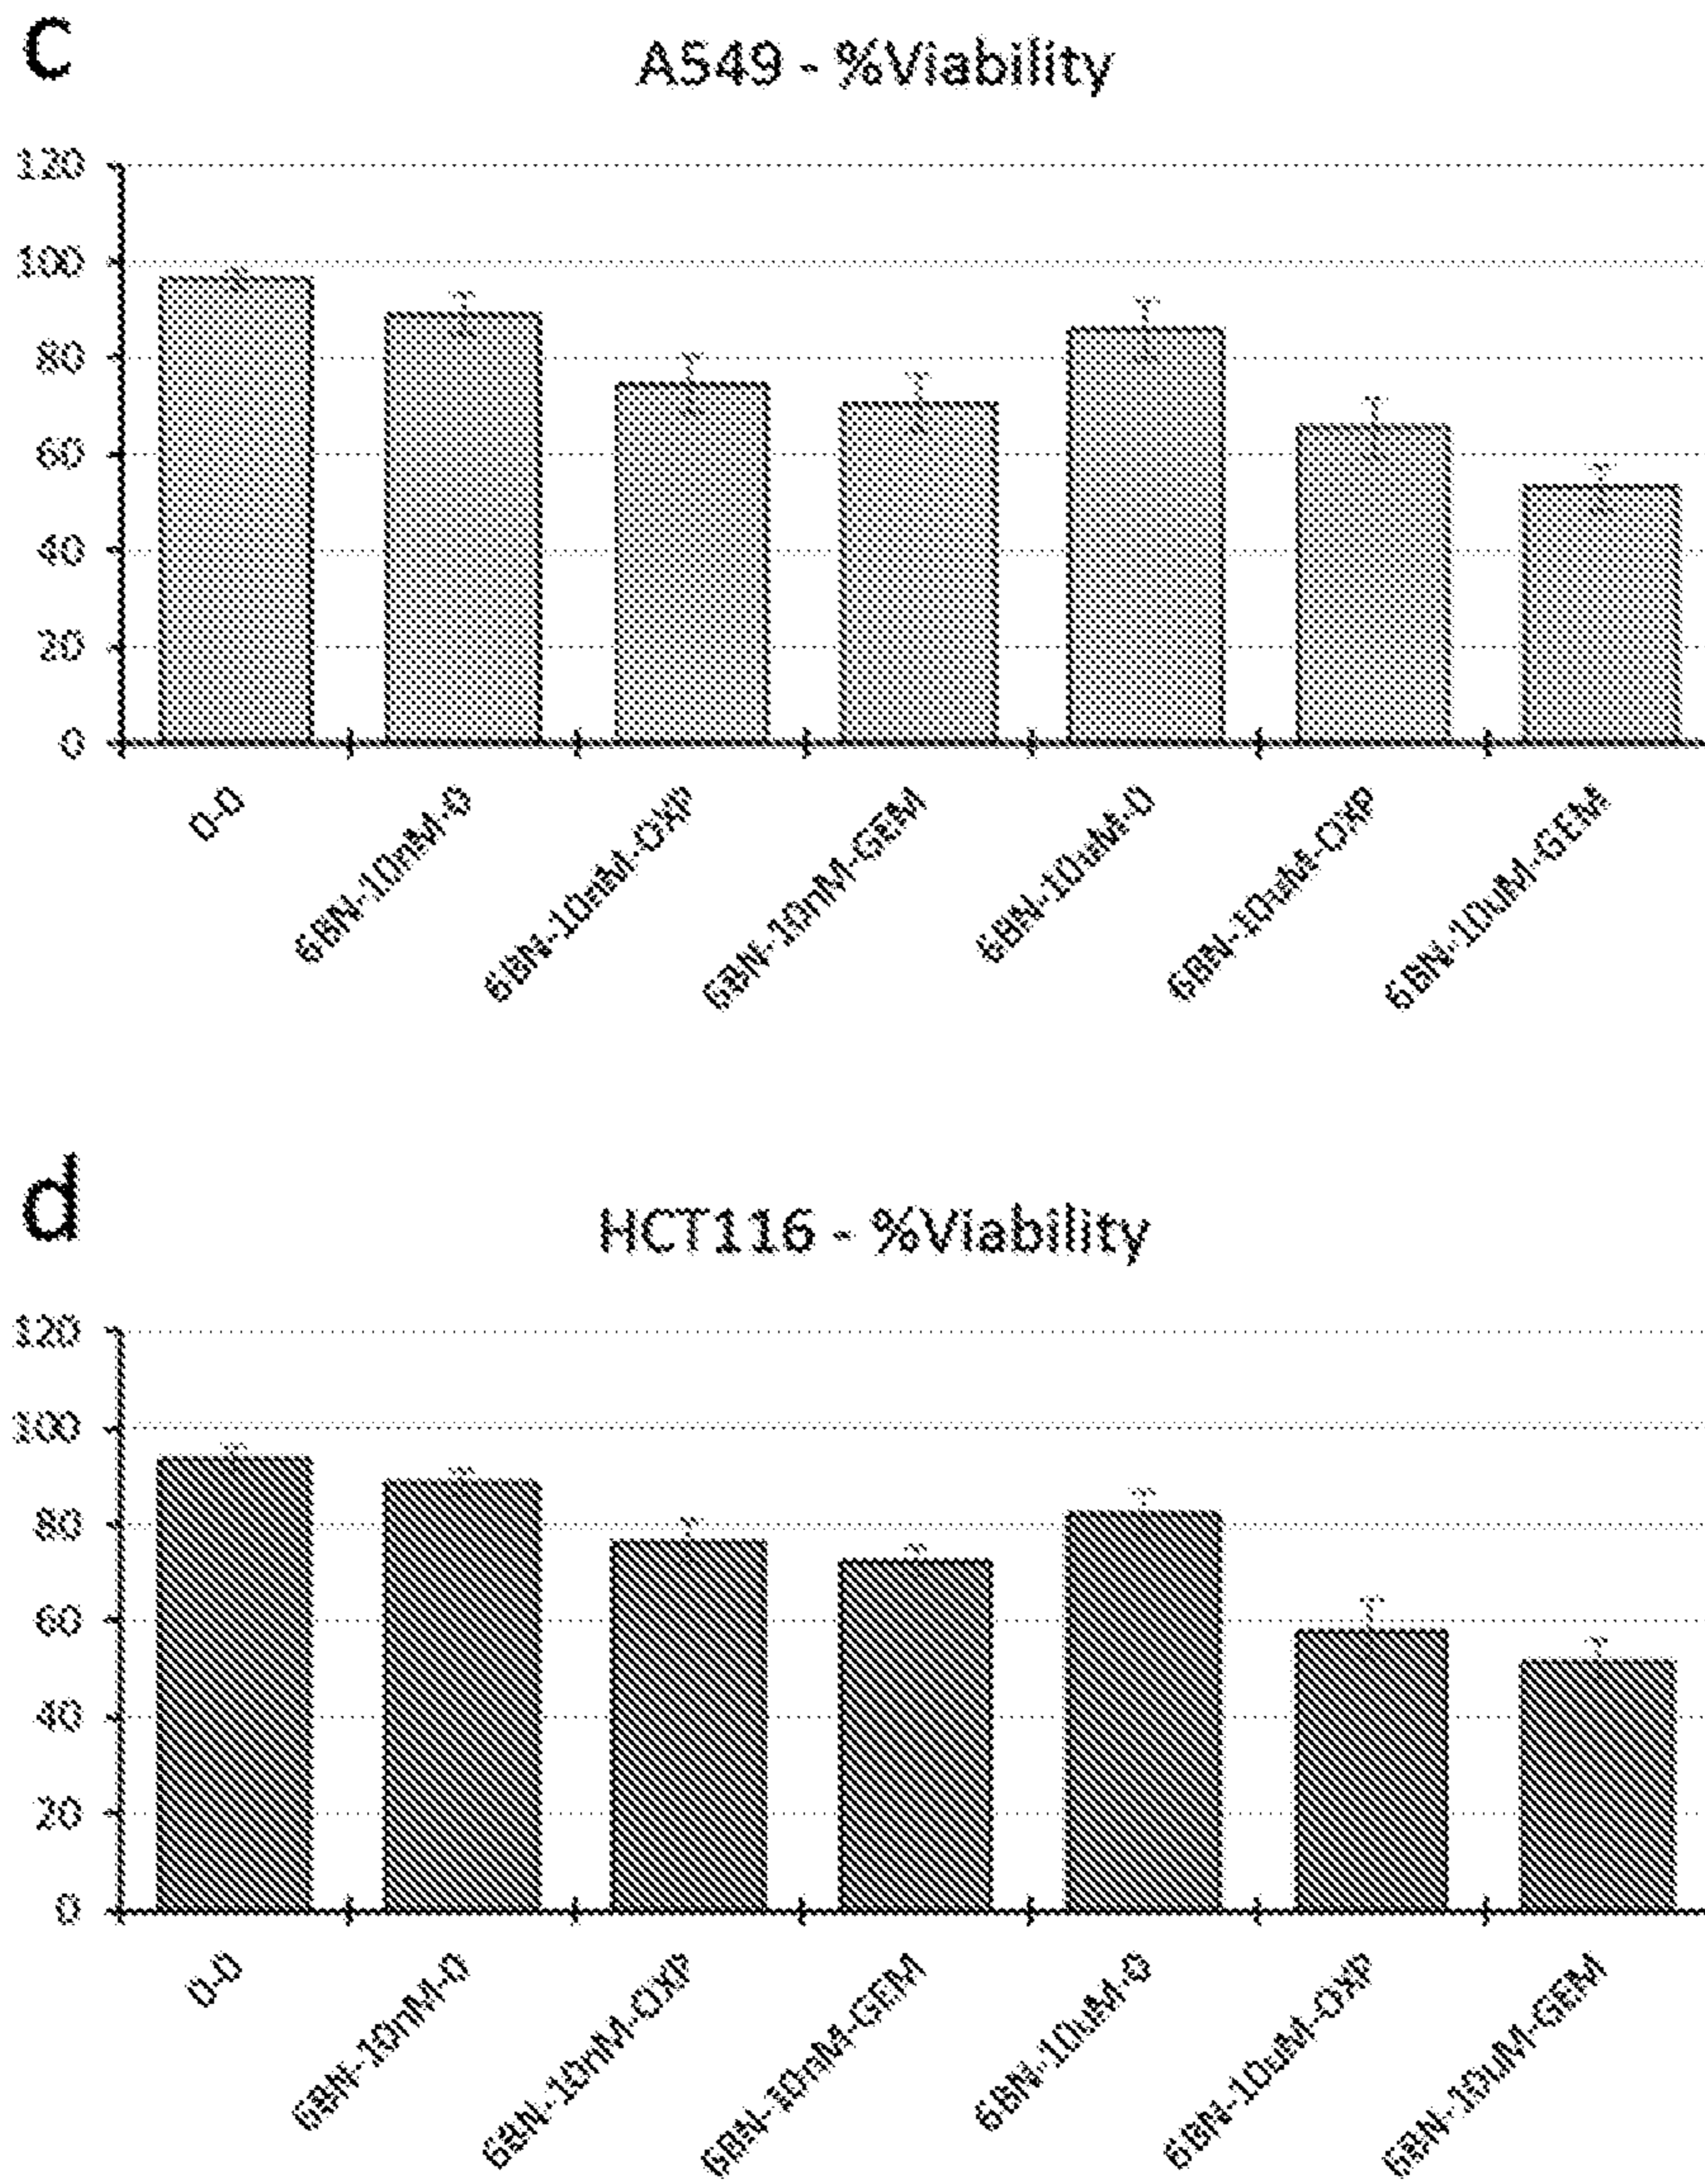 c
A549 - %Viability
120
100
80
60
40
20
0
0-0
6BN-10nM-0
6BN-10nM-OXP
6BN-10nM-GEM
6BN-10uM-0
6BN-10uM-OXP
6BN-10uM-GEM
d
HCT116 - %Viability
120
100
80
60
40
20
0
0-0
6BN-10nM-0
6BN-10nM-OXP
6BN-10nM-GEM
6BN-10uM-0
6BN-10uM-OXP
6BN-10uM-GEM